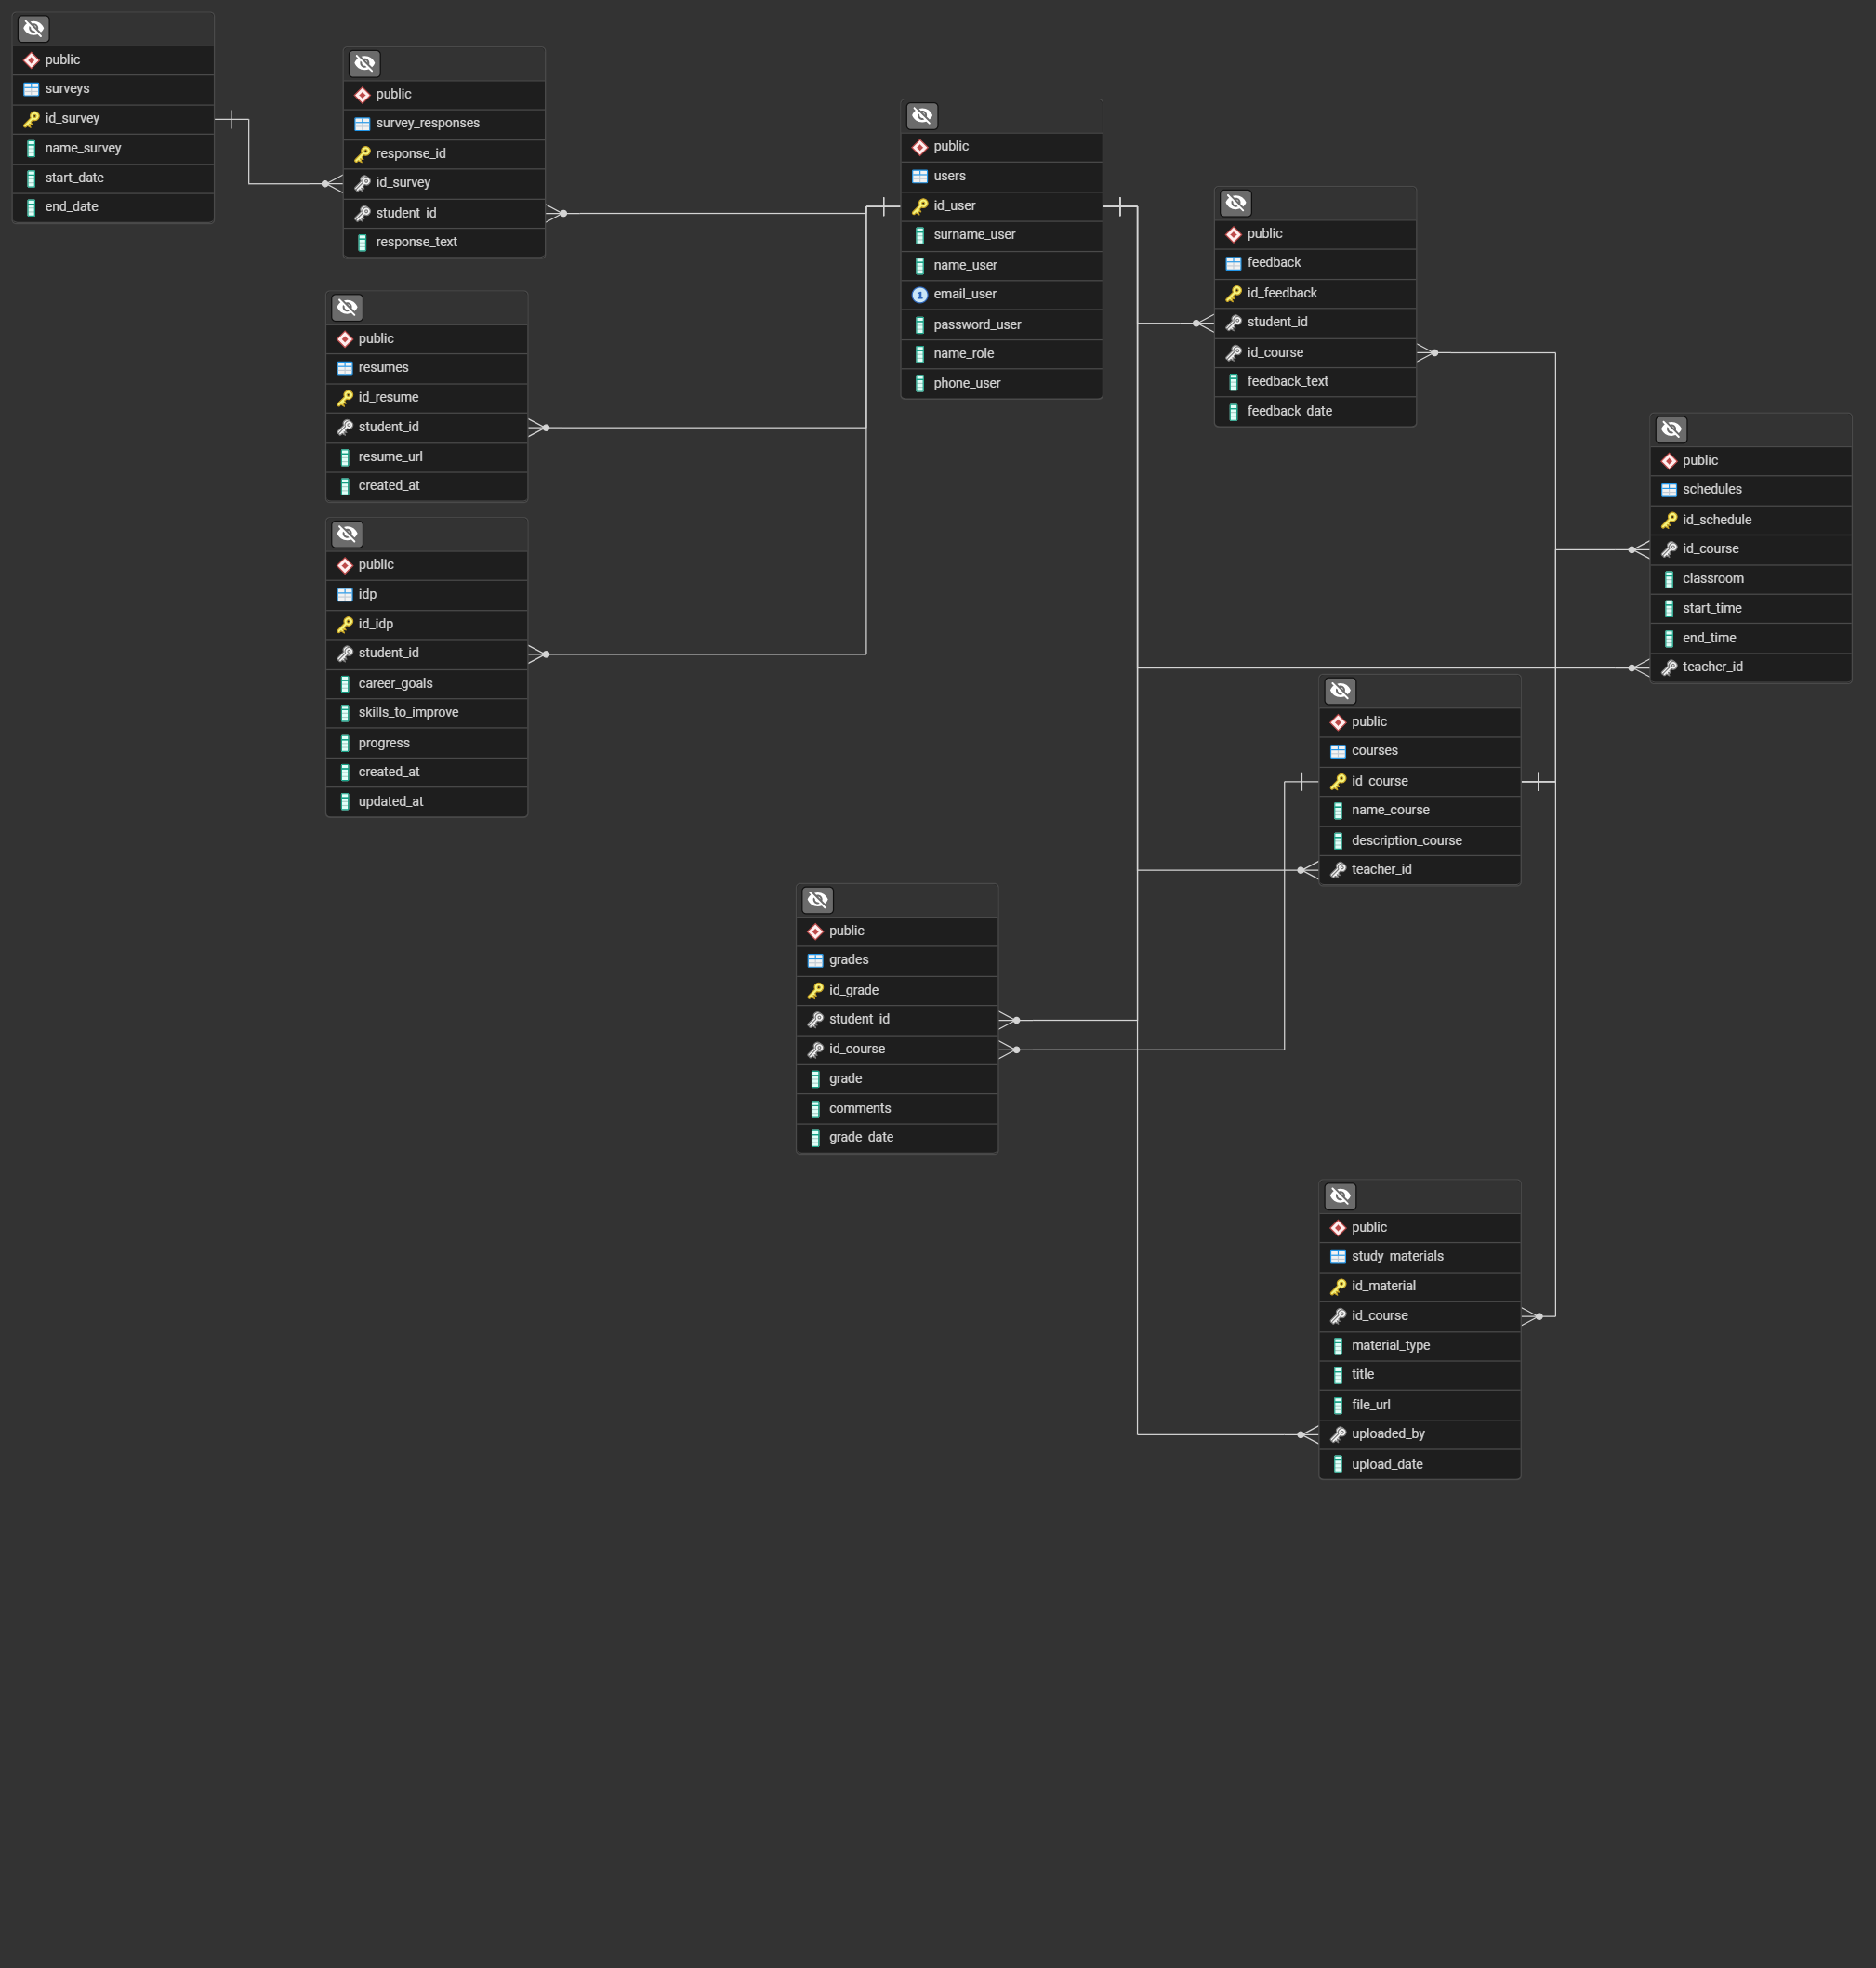 public
surveys
id_survey
name_survey
start_date
end_date
public
survey_responses
response_id
id_survey
student_id
response_text
public
resumes
id_resume
student_id
resume_url
created_at
public
idp
id_idp
student_id
career_goals
skills_to_improve
progress
created_at
updated_at
public
users
id_user
surname_user
name_user
1 email_user
password_user
name_role
phone_user
public
feedback
id_feedback
student_id
id_course
feedback_text
feedback_date
public
schedules
id_schedule
id_course
classroom
start_time
end_time
teacher_id
public
courses
id_course
name_course
description_course
teacher_id
public
grades
id_grade
student_id
id_course
grade
comments
grade_date
public
study_materials
id_material
id_course
material_type
title
file_url
uploaded_by
upload_date